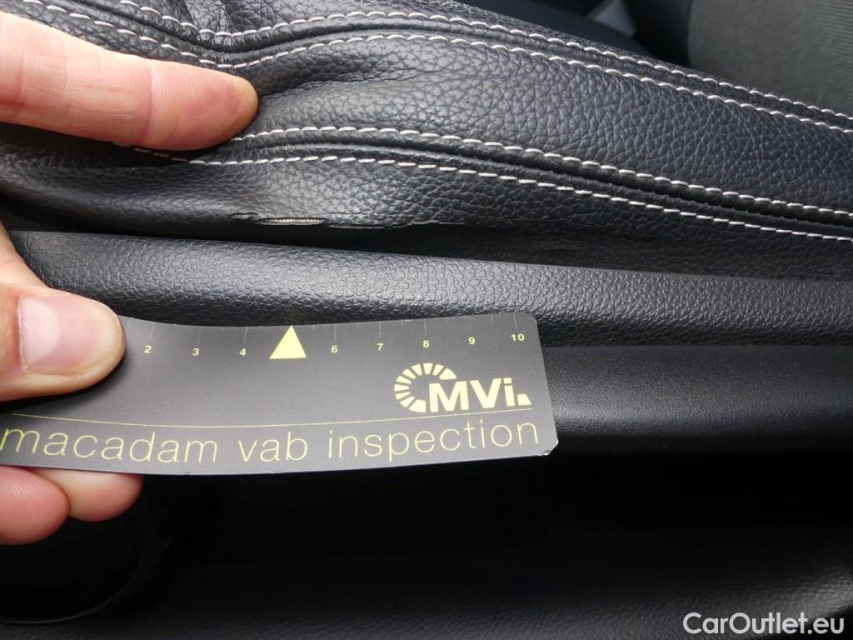 2 3 4 6 7 8 9 10
MVi.
macadam vab inspection
CarOutlet.eu